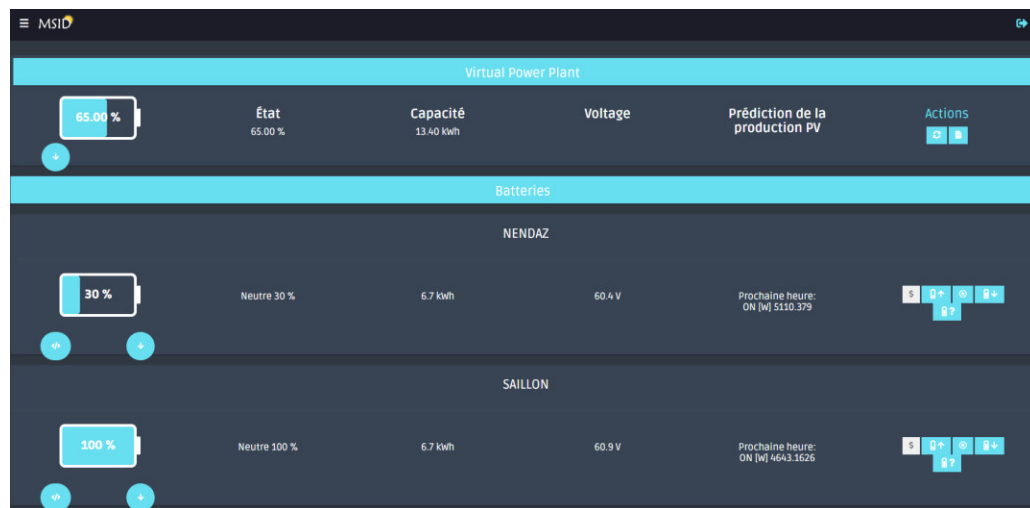 MSID
Virtual Power Plant
65.00 %
État
65.00 %
Capacité
13.40 kWh
Voltage
Prédiction de la
production PV
Actions
Batteries
NENDAZ
30 %
Neutre 30 %
6.7 kWh
60.4 V
Prochaine heure:
ON [W] 5110.379
$
?
</>
SAILLON
100 %
Neutre 100 %
6.7 kWh
60.9 V
Prochaine heure:
ON [W] 4643.1626
$
?
</>